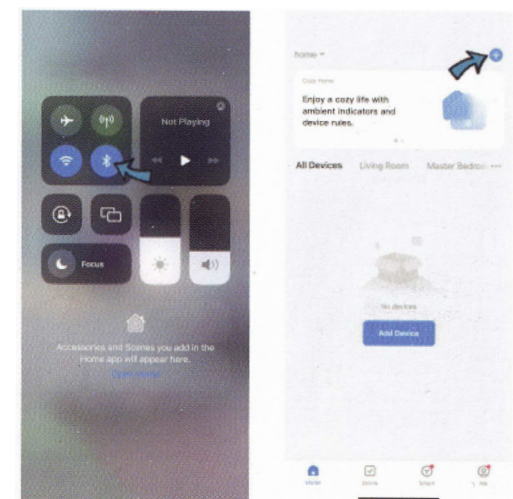 Not Playing
Focus
Accessories and Scenes you add in the
Home app will appear here.
Open Home
home
Cozy Home
Enjoy a cozy life with
ambient indicators and
device rules.
All Devices Living Room Master Bedroo
No devices
Add Device
Smart
Me